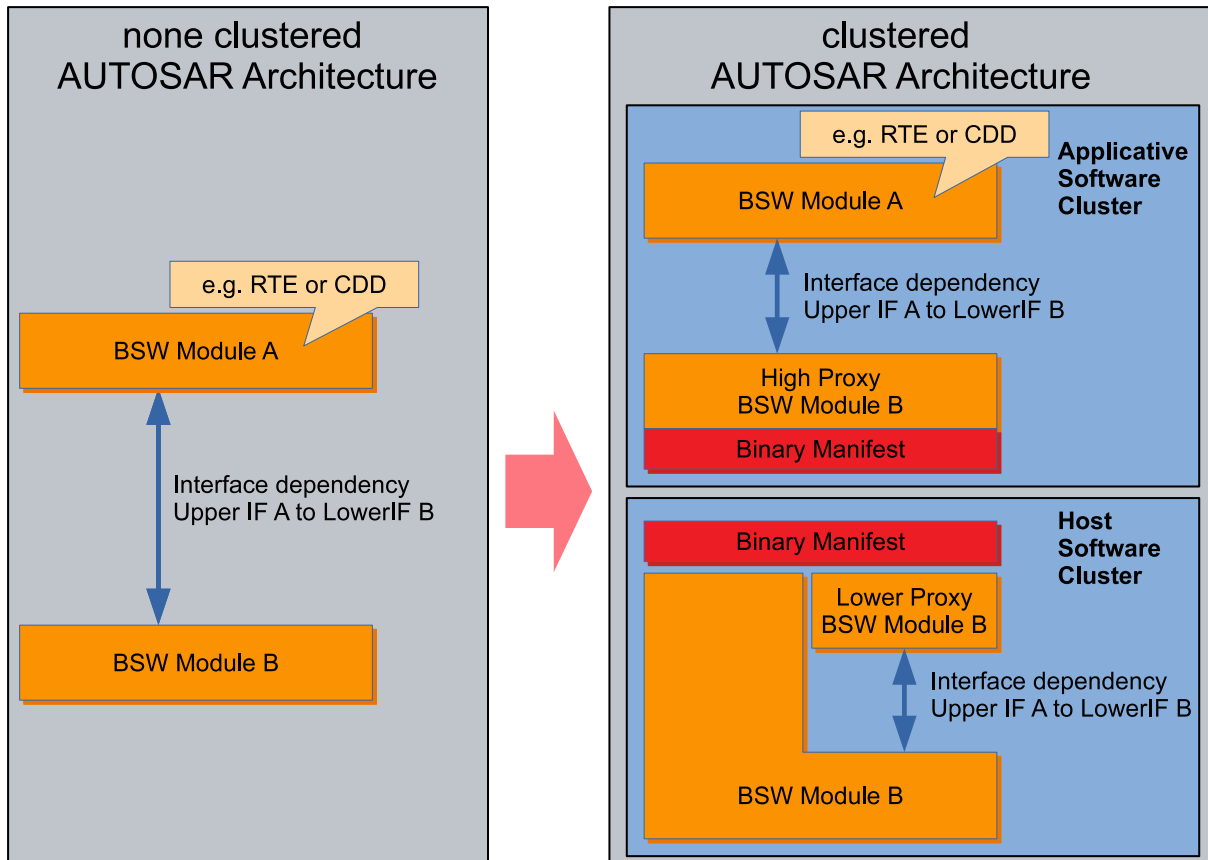 none clustered
AUTOSAR Architecture
e.g. RTE or CDD
BSW Module A
Interface dependency
Upper IF A to LowerIF B
BSW Module B
clustered
AUTOSAR Architecture
e.g. RTE or CDD
Applicative
Software
Cluster
BSW Module A
Interface dependency
Upper IF A to LowerIF B
High Proxy
BSW Module B
Binary Manifest
Host
Software
Cluster
Binary Manifest
Lower Proxy
BSW Module B
Interface dependency
Upper IF A to LowerIF B
BSW Module B